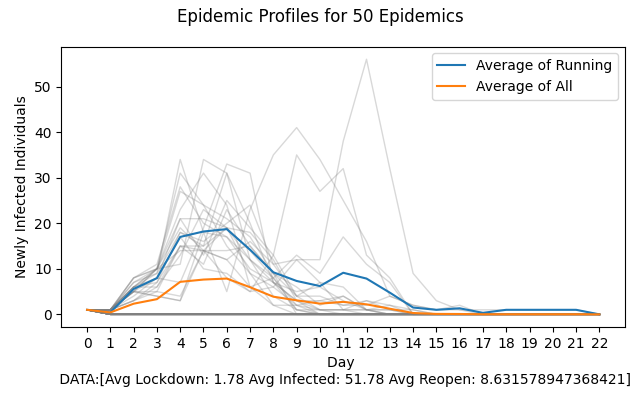 Epidemic Profiles for 50 Epidemics
Average of Running
Average of All
Newly Infected Individuals
50
40
30
20
10
0
0 1 2 3 4 5 6 7 8 9 10 11 12 13 14 15 16 17 18 19 20 21 22
Day
DATA:[Avg Lockdown: 1.78 Avg Infected: 51.78 Avg Reopen: 8.631578947368421]